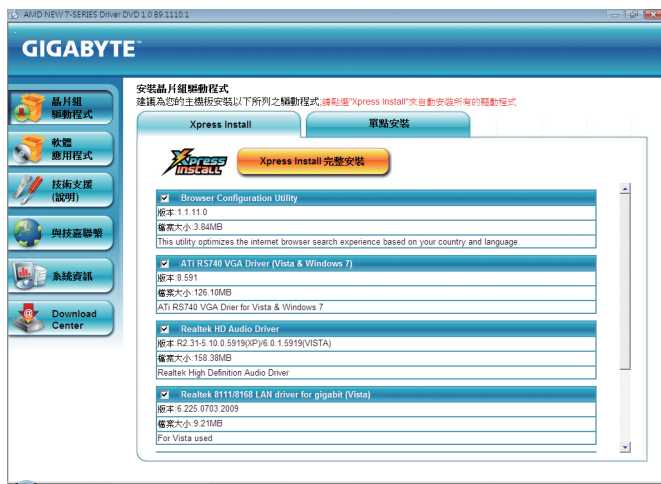 AMD NEW 7-SERIES Driver DVD 1.0 B9.1110.1
GIGABYTE™
晶片組
驅動程式
軟體
應用程式
技術支援
(說明)
與技嘉聯繫
系統資訊
Download
Center
安裝晶片組驅動程式
建議為您的主機板安裝以下所列之驅動程式,請點選"Xpress Install"來自動安裝所有的驅動程式
Xpress Install
單點安裝
Xpress
Install
Xpress Install 完整安裝
Browser Configuration Utility
版本:1.1.11.0
檔案大小:3.84MB
This utility optimizes the internet browser search experience based on your country and language.
ATi RS740 VGA Driver (Vista & Windows 7)
版本:8.591
檔案大小:126.10MB
ATi RS740 VGA Drier for Vista & Windows 7
Realtek HD Audio Driver
版本:R2.31-5.10.0.5919(XP)/6.0.1.5919(VISTA)
檔案大小:158.38MB
Realtek High Definition Audio Driver
Realtek 8111/8168 LAN driver for gigabit (Vista)
版本:6.225.0703.2009
檔案大小:9.21MB
For Vista used